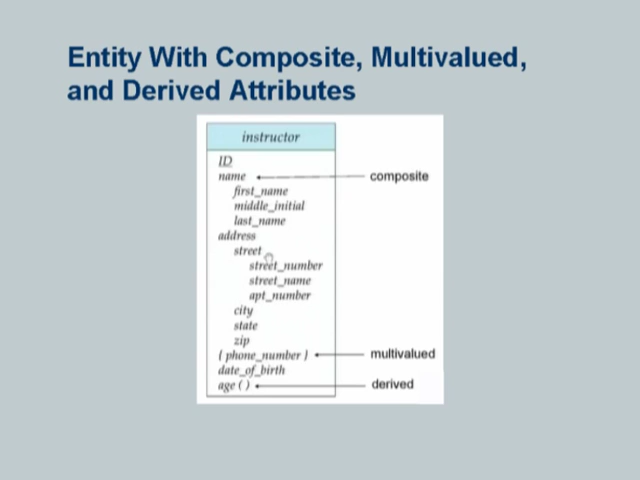 Entity With Composite, Multivalued,
and Derived Attributes
instructor
ID
name composite
first_name
middle_initial
last_name
address
street
street_number
street_name
apt_number
city
state
zip
{ phone_number } multivalued
date_of_birth
age ( ) derived